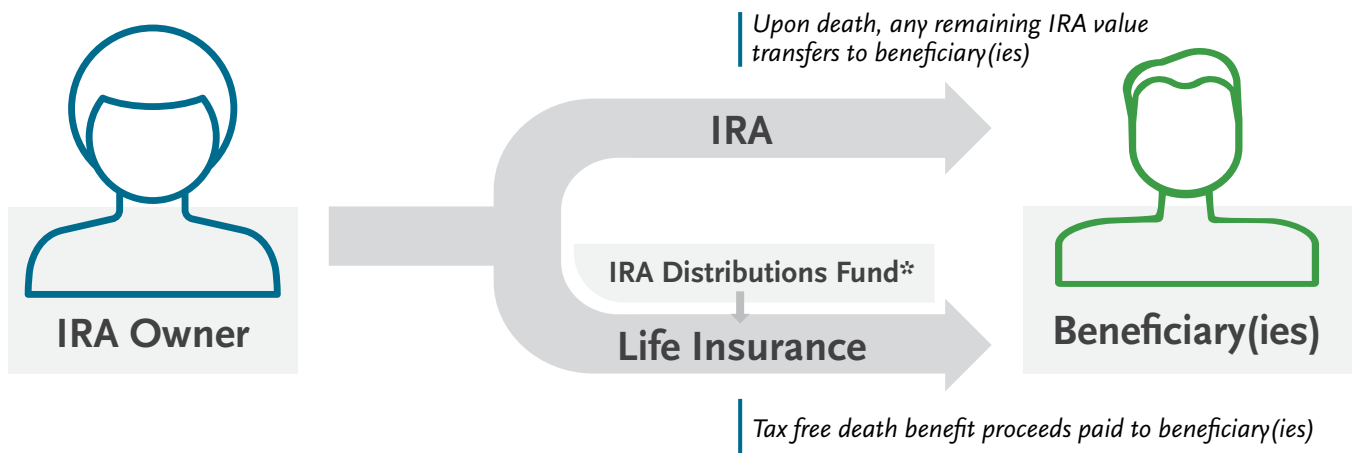 Upon death, any remaining IRA value
transfers to beneficiary(ies)
IRA
IRA Distributions Fund*
IRA Owner
Life Insurance
Beneficiary(ies)
Tax free death benefit proceeds paid to beneficiary(ies)